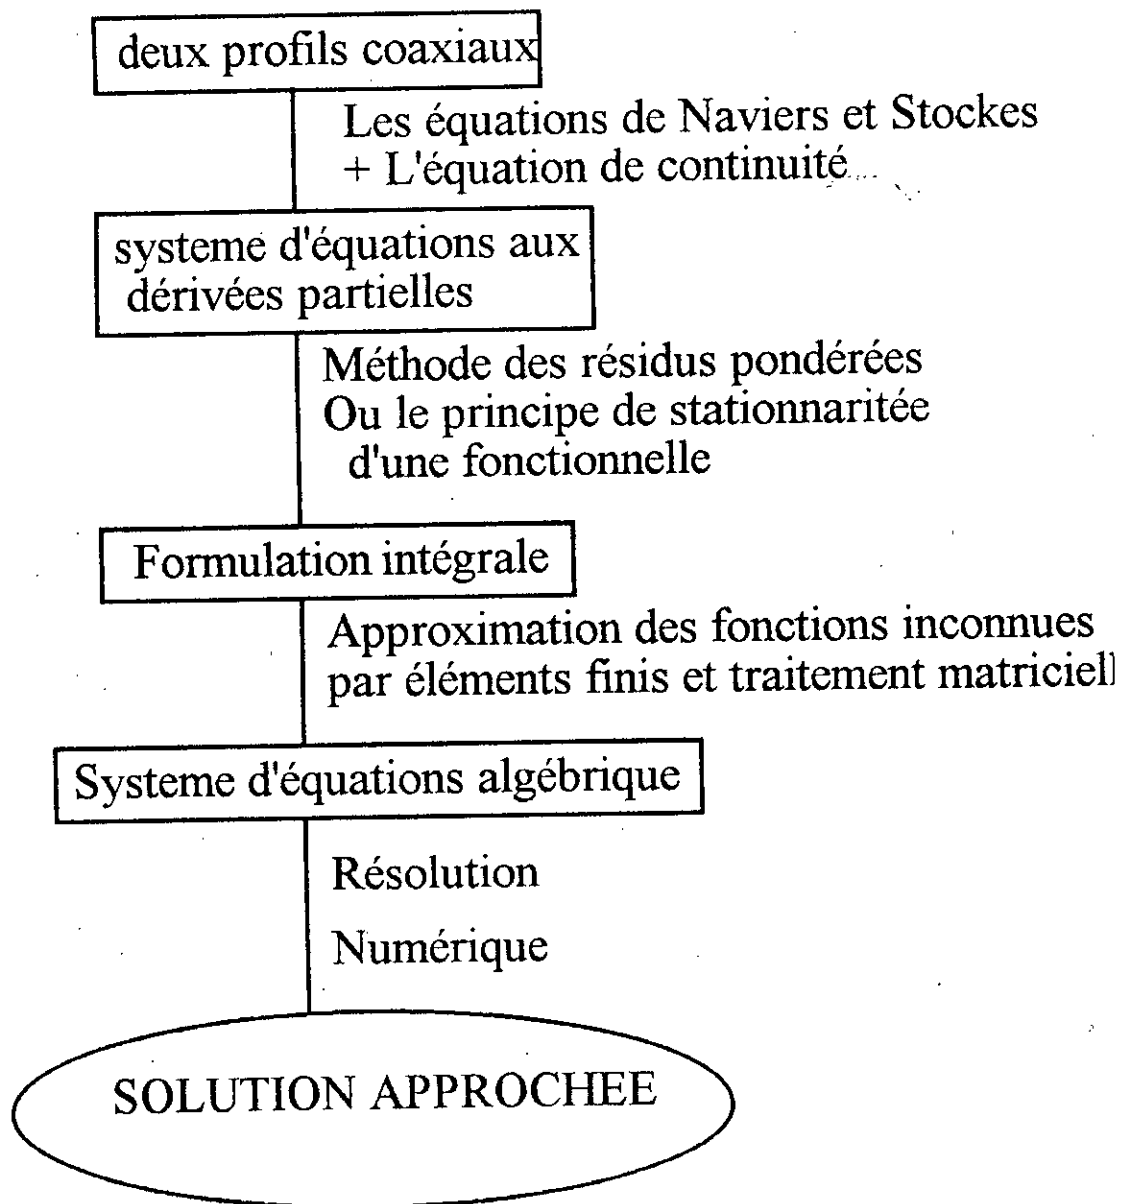 deux profils coaxiaux
Les équations de Naviers et Stockes
+ L'équation de continuité
systeme d'équations aux
dérivées partielles
Méthode des résidus pondérées
Ou le principe de stationnaritée
d'une fonctionnelle
Formulation intégrale
Approximation des fonctions inconnues
par éléments finis et traitement matriciell
Systeme d'équations algébrique
Résolution
Numérique
SOLUTION APPROCHEE